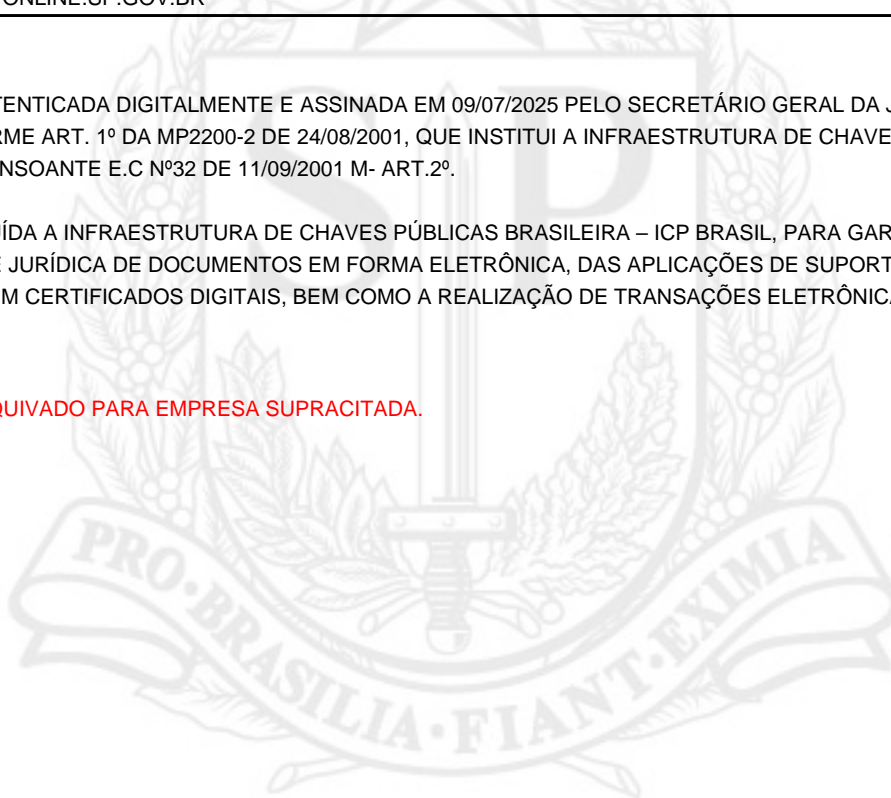 ONLINE.SP.GOV.BR
TENTICADA DIGITALMENTE E ASSINADA EM 09/07/2025 PELO SECRETÁRIO GERAL DA J
RME ART. 1º DA MP2200-2 DE 24/08/2001, QUE INSTITUI A INFRAESTRUTURA DE CHAVE
NSOANTE E.C Nº32 DE 11/09/2001 M- ART.2º.
ÍDA A INFRAESTRUTURA DE CHAVES PÚBLICAS BRASILEIRA – ICP BRASIL, PARA GAR
E JURÍDICA DE DOCUMENTOS EM FORMA ELETRÔNICA, DAS APLICAÇÕES DE SUPORT
M CERTIFICADOS DIGITAIS, BEM COMO A REALIZAÇÃO DE TRANSAÇÕES ELETRÔNICA
QUIVADO PARA EMPRESA SUPRACITADA.
SP
PRO·BRASILIA·FIANT·EXIMIA